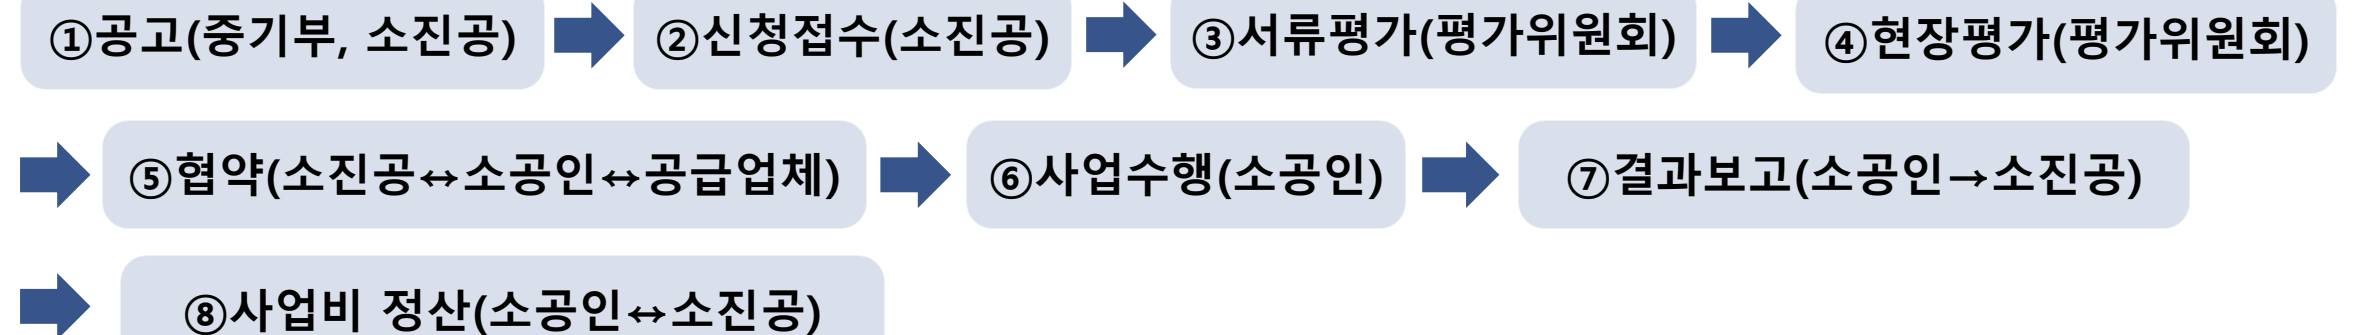 ①공고(중기부, 소진공) ②신청접수(소진공) ③서류평가(평가위원회) ④현장평가(평가위원회)
⑤협약(소진공↔소공인↔공급업체) ⑥사업수행(소공인) ⑦결과보고(소공인→소진공)
⑧사업비 정산(소공인↔소진공)